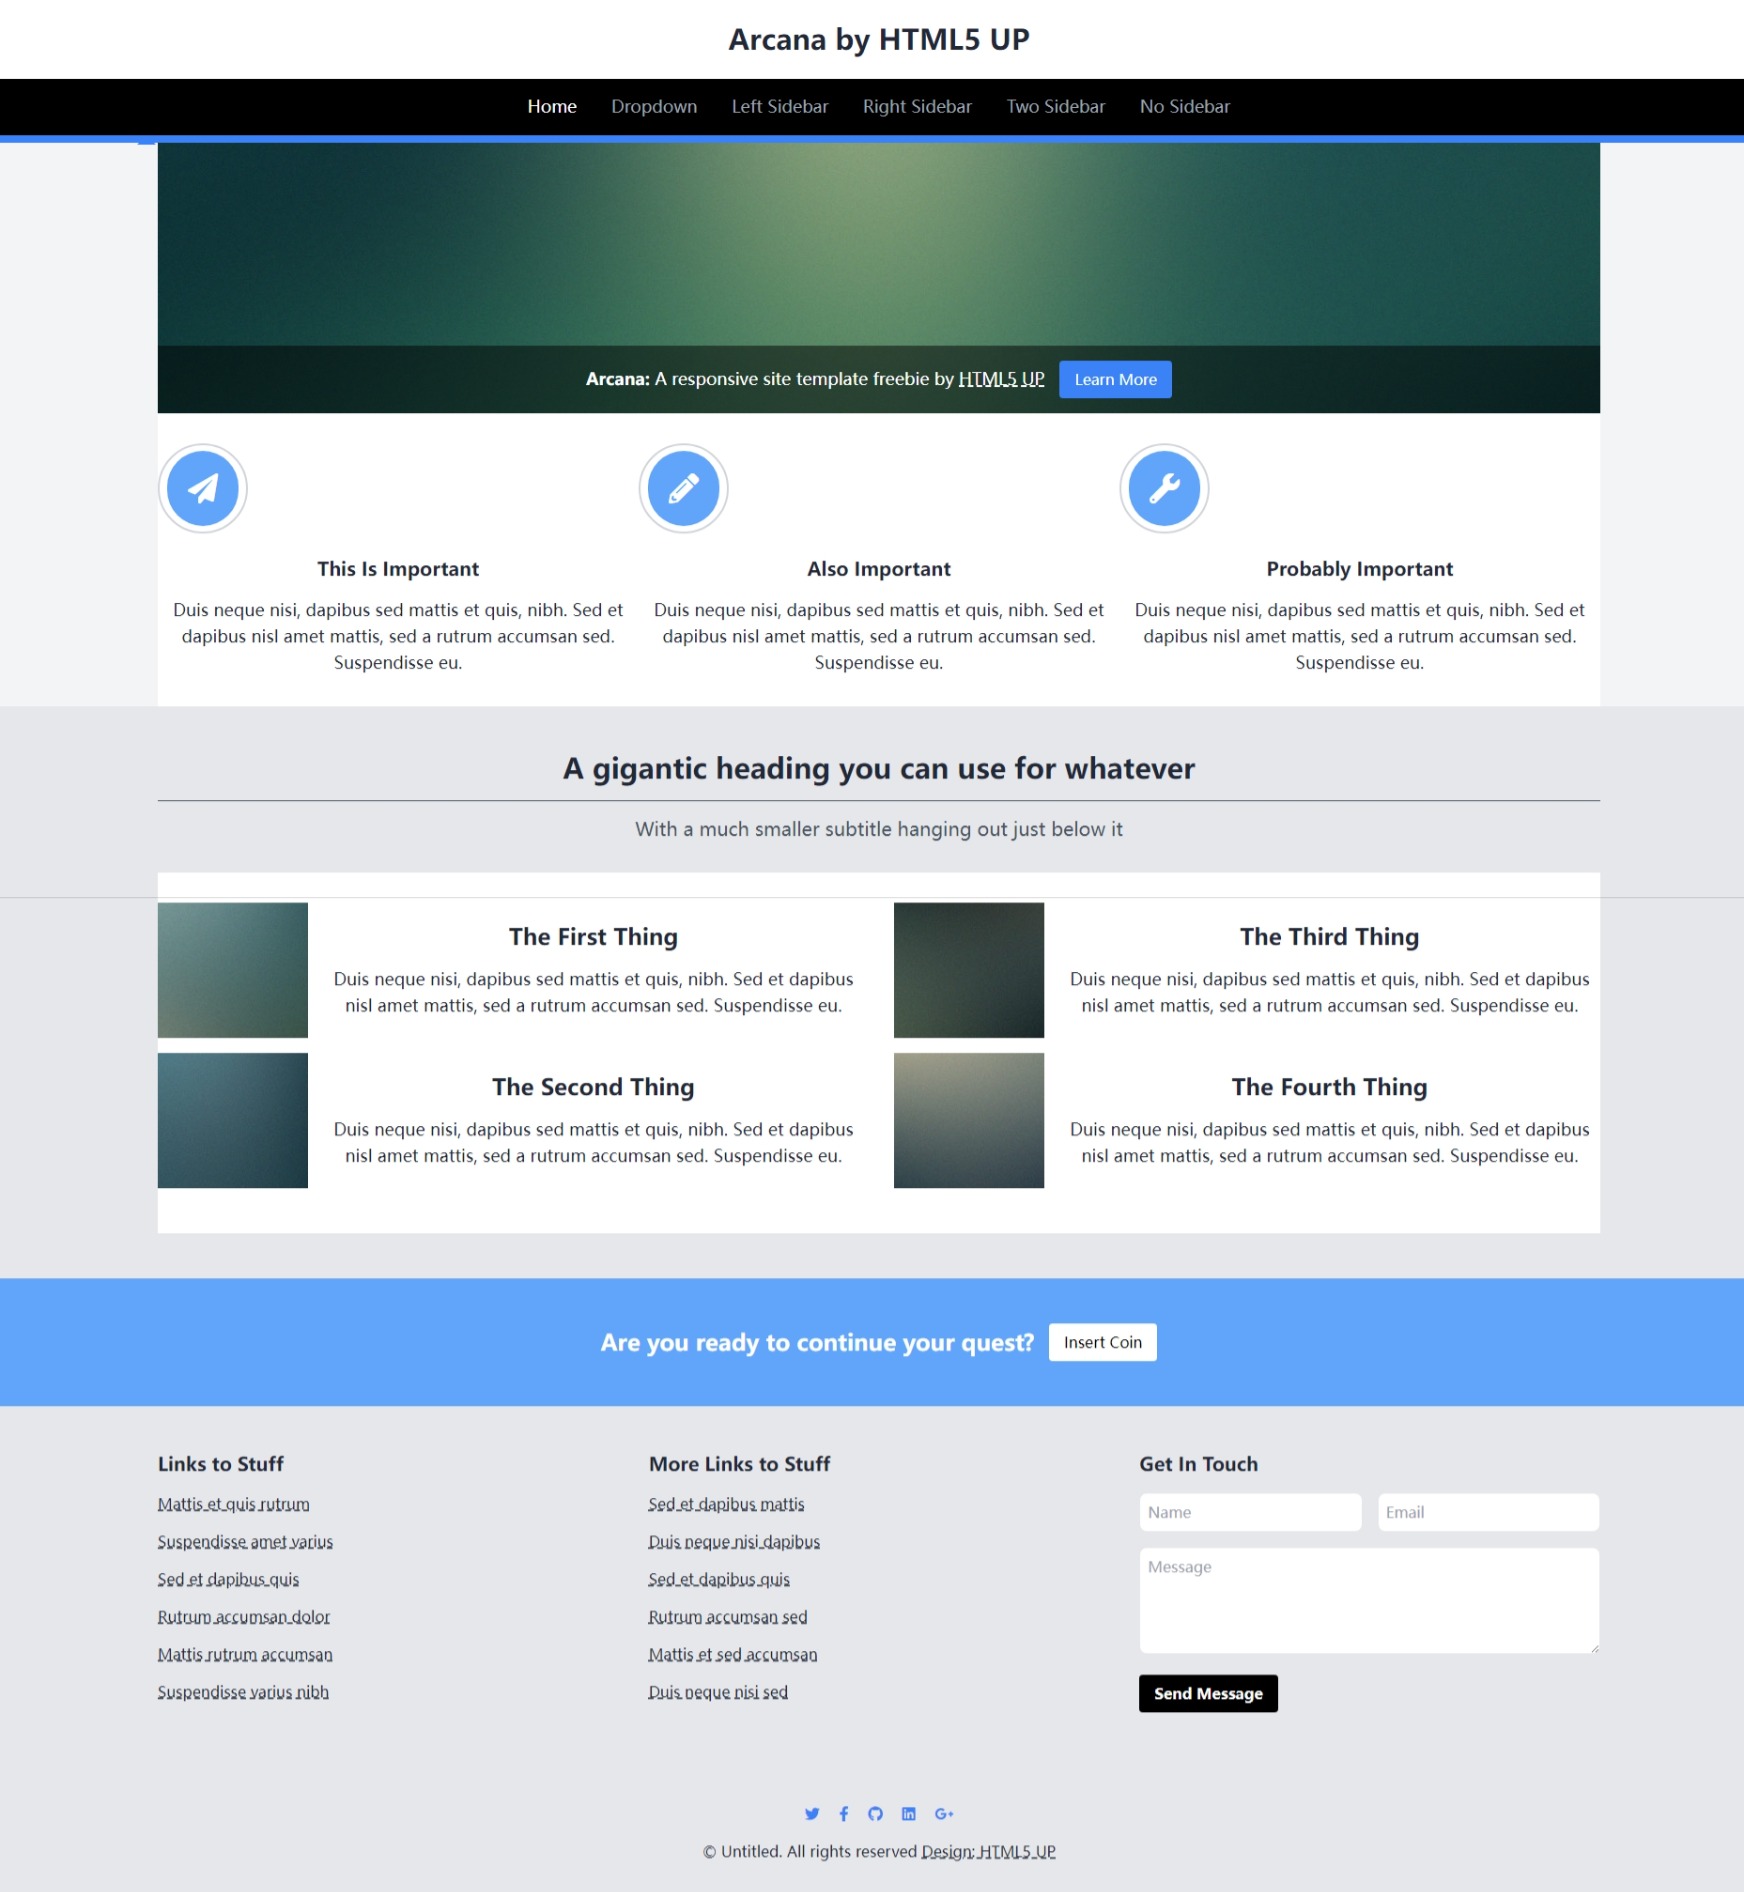 Arcana by HTML5 UP
Home Dropdown Left Sidebar Right Sidebar Two Sidebar No Sidebar
Arcana: A responsive site template freebie by HTML5 UP Learn More
This Is Important
Duis neque nisi, dapibus sed mattis et quis, nibh. Sed et
dapibus nisl amet mattis, sed a rutrum accumsan sed.
Suspendisse eu.
Also Important
Duis neque nisi, dapibus sed mattis et quis, nibh. Sed et
dapibus nisl amet mattis, sed a rutrum accumsan sed.
Suspendisse eu.
Probably Important
Duis neque nisi, dapibus sed mattis et quis, nibh. Sed et
dapibus nisl amet mattis, sed a rutrum accumsan sed.
Suspendisse eu.
A gigantic heading you can use for whatever
With a much smaller subtitle hanging out just below it
The First Thing
Duis neque nisi, dapibus sed mattis et quis, nibh. Sed et dapibus
nisl amet mattis, sed a rutrum accumsan sed. Suspendisse eu.
The Third Thing
Duis neque nisi, dapibus sed mattis et quis, nibh. Sed et dapibus
nisl amet mattis, sed a rutrum accumsan sed. Suspendisse eu.
The Second Thing
Duis neque nisi, dapibus sed mattis et quis, nibh. Sed et dapibus
nisl amet mattis, sed a rutrum accumsan sed. Suspendisse eu.
The Fourth Thing
Duis neque nisi, dapibus sed mattis et quis, nibh. Sed et dapibus
nisl amet mattis, sed a rutrum accumsan sed. Suspendisse eu.
Are you ready to continue your quest? Insert Coin
Links to Stuff
Mattis et quis rutrum
Suspendisse amet varius
Sed et dapibus quis
Rutrum accumsan dolor
Mattis rutrum accumsan
Suspendisse varius nibh
More Links to Stuff
Sed et dapibus mattis
Duis neque nisi dapibus
Sed et dapibus quis
Rutrum accumsan sed
Mattis et sed accumsan
Duis neque nisi sed
Get In Touch
Name Email
Message
Send Message
© Untitled. All rights reserved Design: HTML5 UP